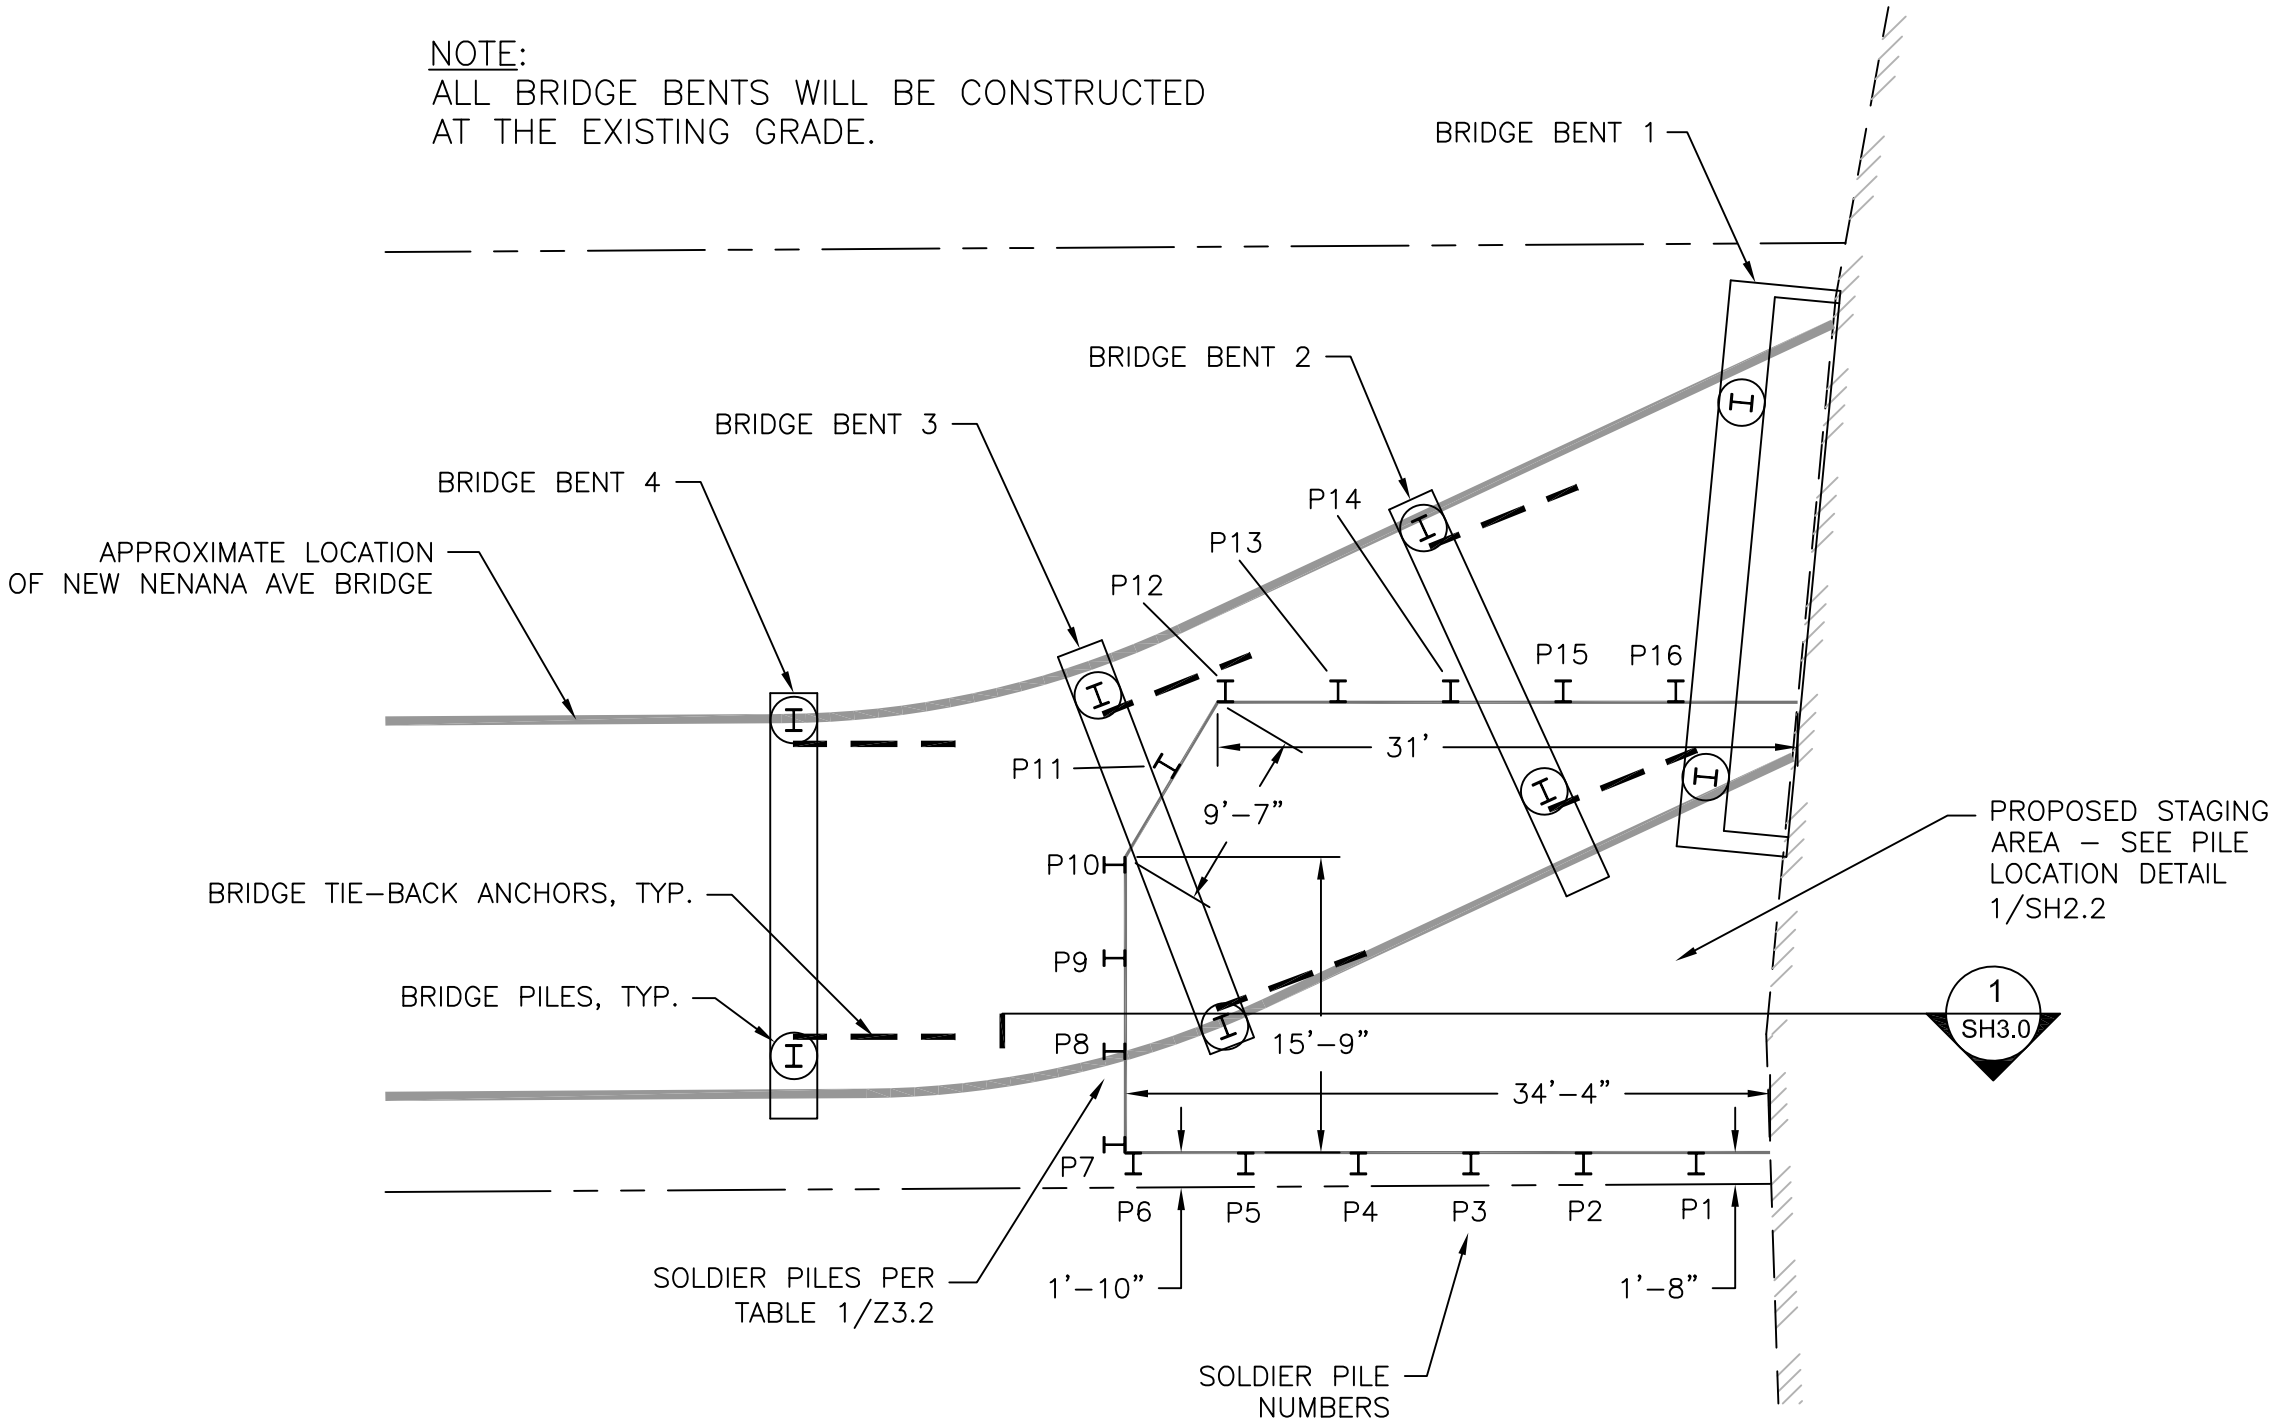 NOTE:
ALL BRIDGE BENTS WILL BE CONSTRUCTED
AT THE EXISTING GRADE.
BRIDGE BENT 1
BRIDGE BENT 2
BRIDGE BENT 3
BRIDGE BENT 4
APPROXIMATE LOCATION
OF NEW NENANA AVE BRIDGE
P14
P13
P12
P15
P16
P11
31'
9'-7"
P10
PROPOSED STAGING
AREA - SEE PILE
LOCATION DETAIL
1/SH2.2
BRIDGE TIE-BACK ANCHORS, TYP.
P9
BRIDGE PILES, TYP.
1
SH3.0
P8
15'-9"
34'-4"
P7
P6
P5
P4
P3
P2
P1
SOLDIER PILES PER
TABLE 1/Z3.2
1'-10"
1'-8"
SOLDIER PILE
NUMBERS